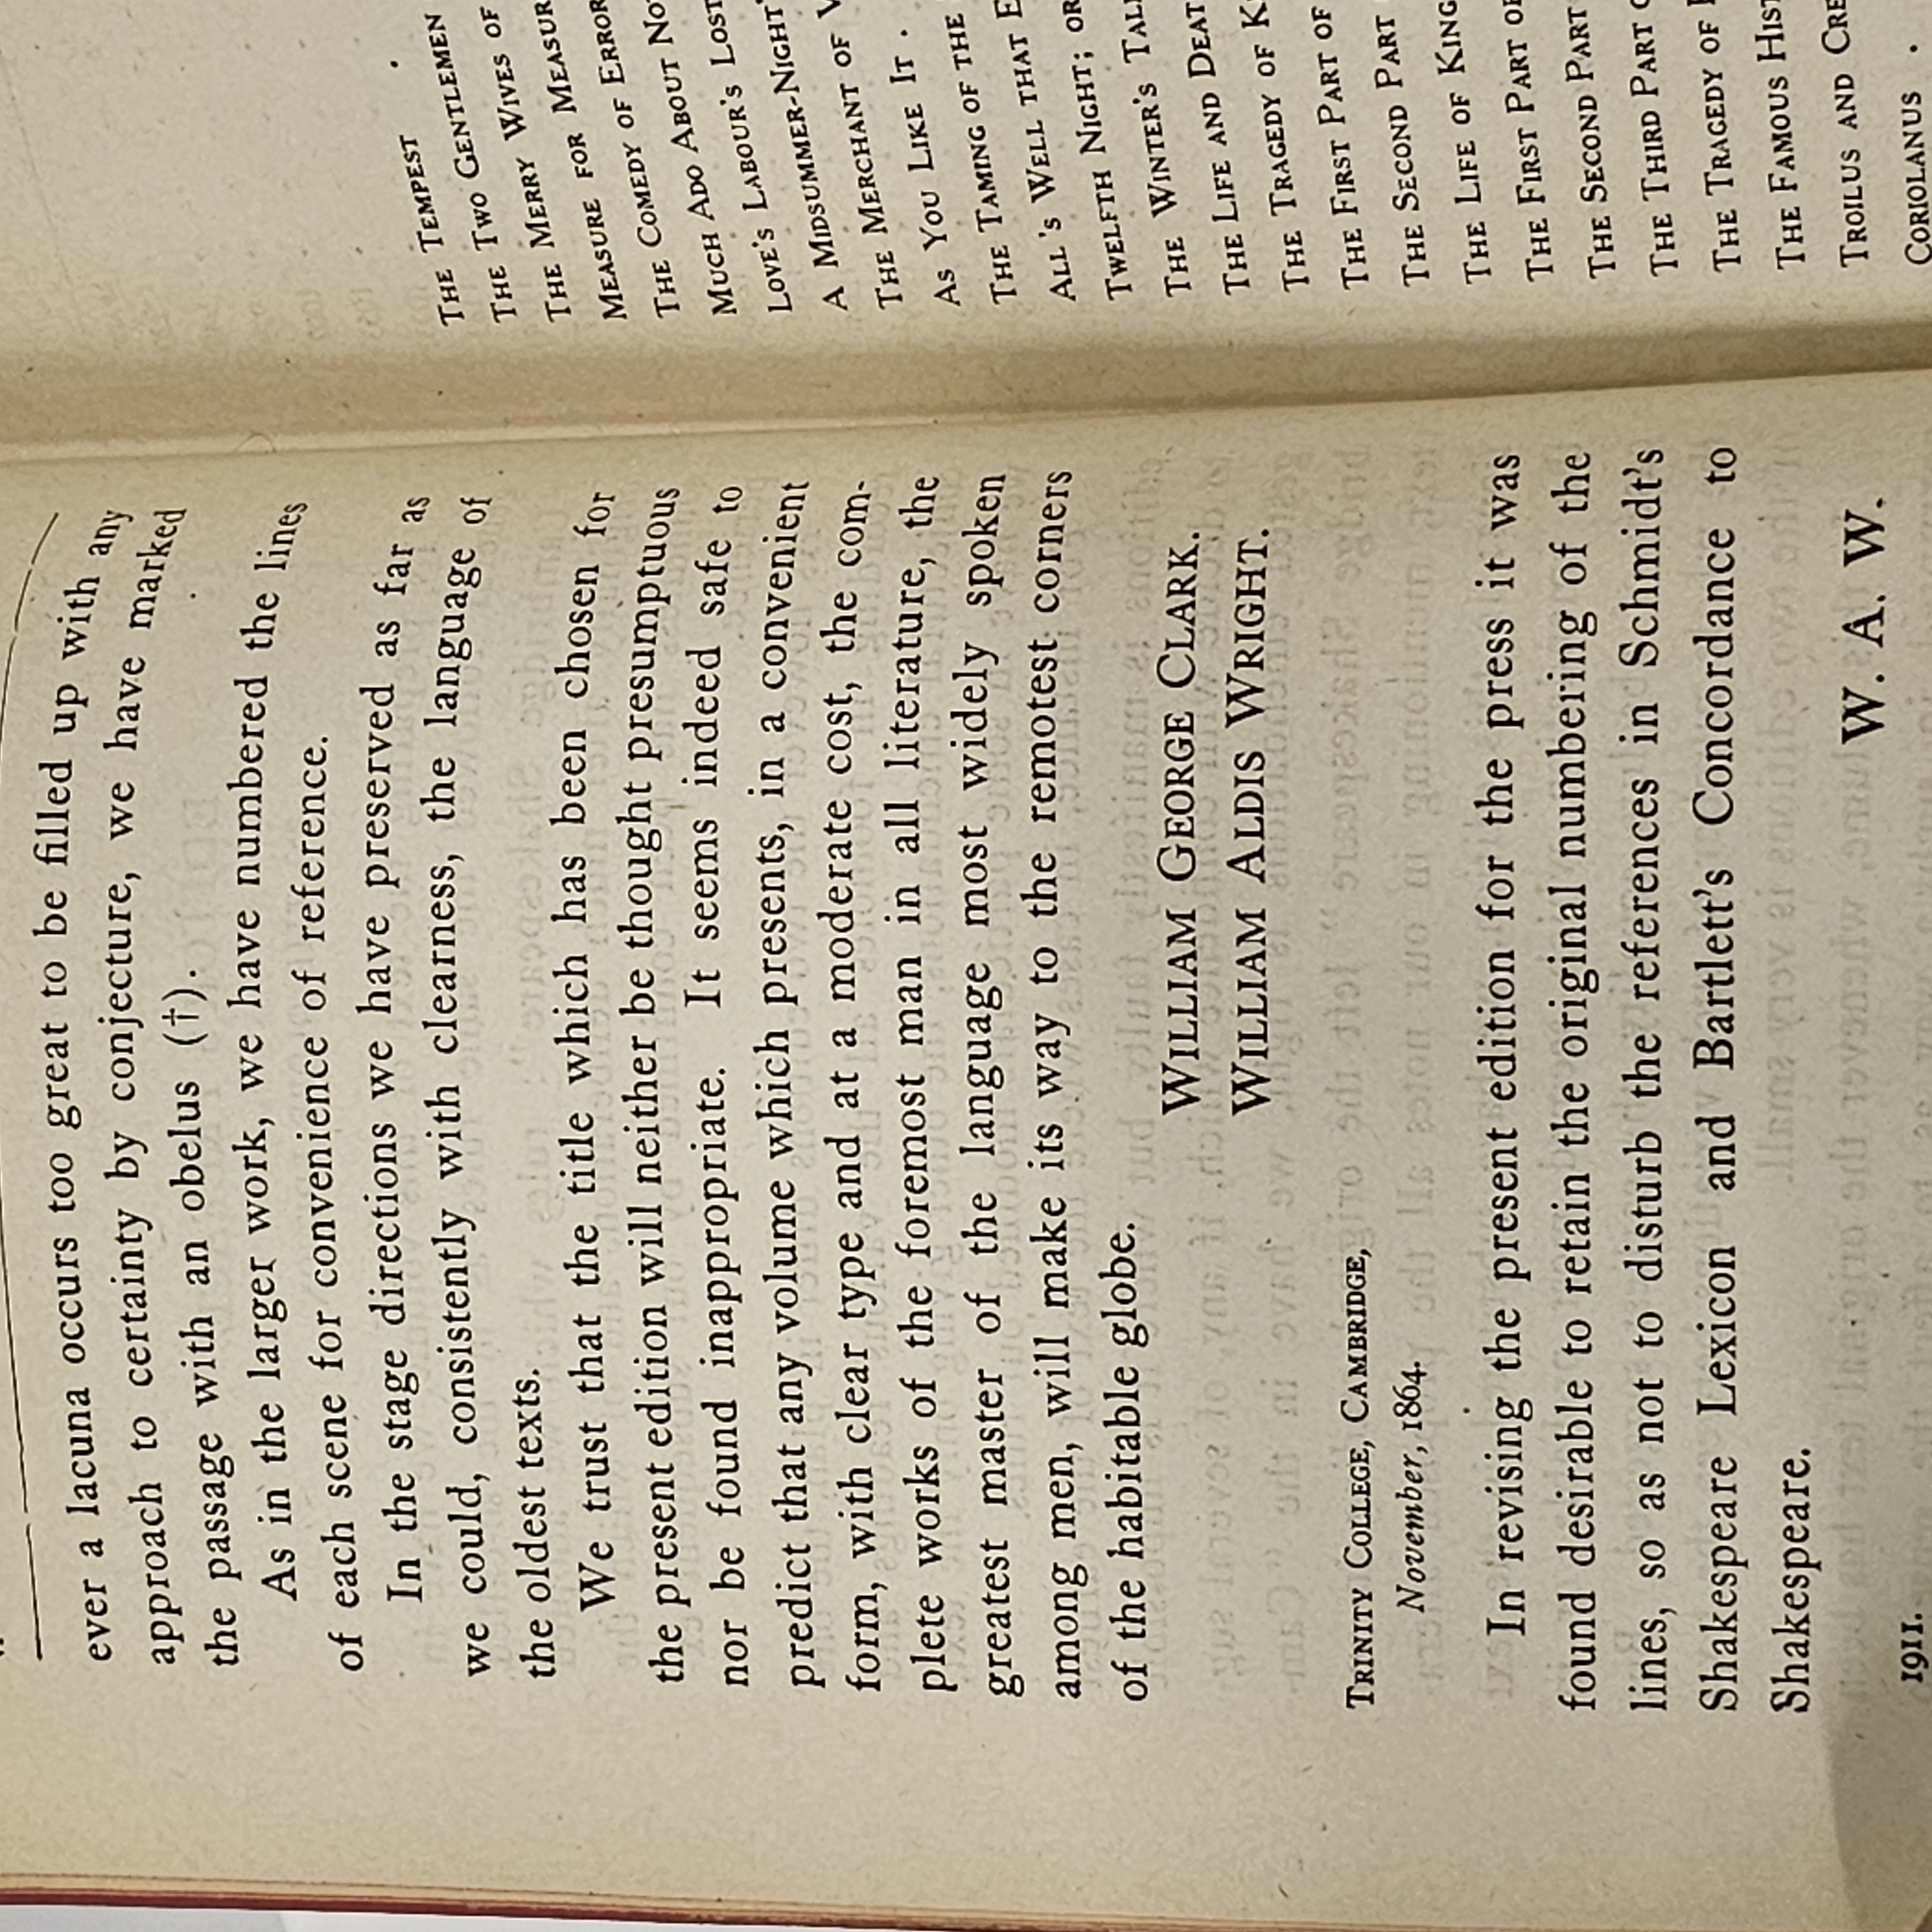 ever a lacuna occurs too great to be filled up with any
approach to certainty by conjecture, we have marked
the passage with an obelus (†).
As in the larger work, we have numbered the lines
of each scene for convenience of reference.
In the stage directions we have preserved as far as
we could, consistently with clearness, the language of
the oldest texts.
We trust that the title which has been chosen for
the present edition will neither be thought presumptuous
nor be found inappropriate. It seems indeed safe to
predict that any volume which presents, in a convenient
form, with clear type and at a moderate cost, the com-
plete works of the foremost man in all literature, the
greatest master of the language most widely spoken
among men, will make its way to the remotest corners
of the habitable globe.
WILLIAM GEORGE CLARK.
WILLIAM ALDIS WRIGHT.
TRINITY COLLEGE, CAMBRIDGE,
November, 1864.
In revising the present edition for the press it was
found desirable to retain the original numbering of the
lines, so as not to disturb the references in Schmidt's
Shakespeare Lexicon and Bartlett's Concordance to
Shakespeare.
W. A. W.
1911.
THE TEMPEST .
THE TWO GENTLEMEN
THE MERRY WIVES OF
MEASURE FOR MEASUR
THE COMEDY OF ERROR
MUCH ADO ABOUT NO
LOVE'S LABOUR'S LOST
A MIDSUMMER-NIGHT'
THE MERCHANT OF V
AS YOU LIKE IT .
THE TAMING OF THE
ALL 'S WELL THAT E
TWELFTH NIGHT; OR
THE WINTER'S TAL
THE LIFE AND DEAT
THE TRAGEDY OF K
THE FIRST PART OF
THE SECOND PART
THE LIFE OF KING
THE FIRST PART OF
THE SECOND PART
THE THIRD PART
THE TRAGEDY OF
THE FAMOUS HIST
TROILUS AND CRE
CORIOLANUS .